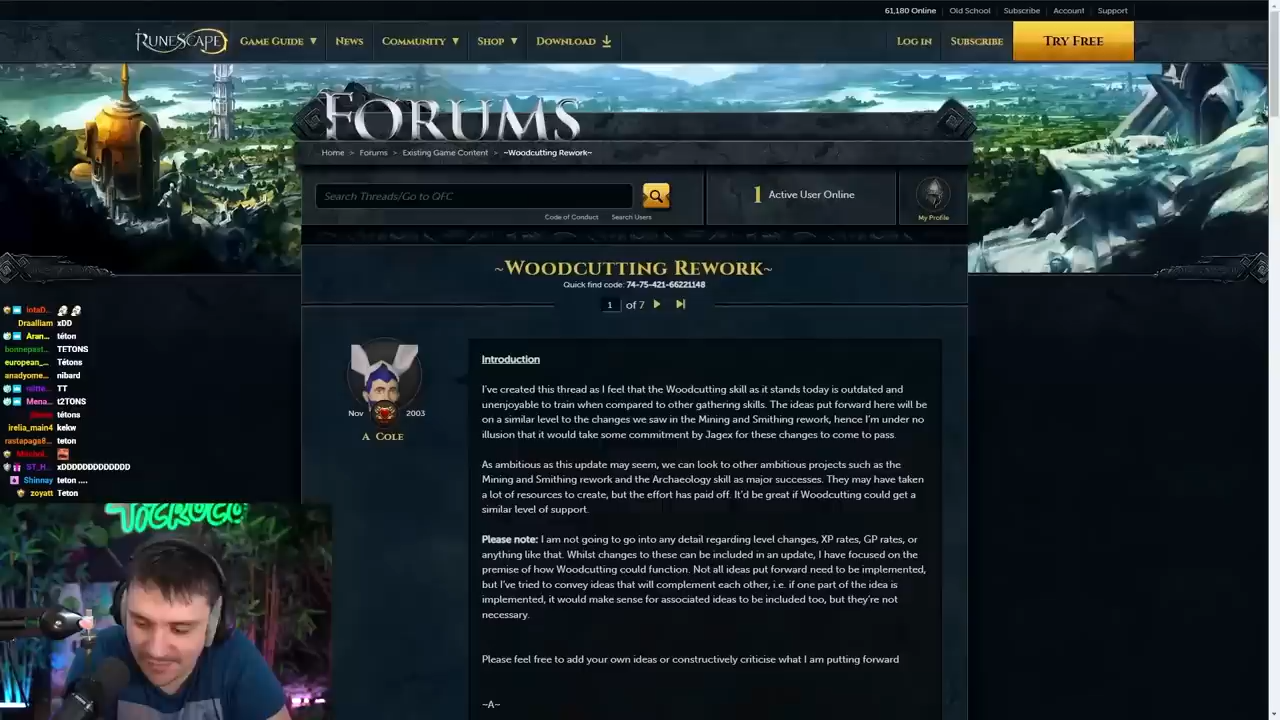 61,180 Online
Old School
Subscribe
Account
Support
RuneScape
Game Guide
News
Community
Shop
Download
Log In
Subscribe
Try Free
Forums
Home > Forums > Existing Game Content > ~Woodcutting Rework~
Search Threads/Go to QFC
Code of Conduct
Search Users
1 Active User Online
My Profile
~Woodcutting Rework~
Quick find code: 74-75-421-66221148
1 of 7
Nov
2003
A Cole
Introduction
I've created this thread as I feel that the Woodcutting skill as it stands today is outdated and
unenjoyable to train when compared to other gathering skills. The ideas put forward here will be
on a similar level to the changes we saw in the Mining and Smithing rework, hence I'm under no
illusion that it would take some commitment by Jagex for these changes to come to pass.
As ambitious as this update may seem, we can look to other ambitious projects such as the
Mining and Smithing rework and the Archaeology skill as major successes. They may have taken
a lot of resources to create, but the effort has paid off. It'd be great if Woodcutting could get a
similar level of support.
Please note: I am not going to go into any detail regarding level changes, XP rates, GP rates, or
anything like that. Whilst changes to these can be included in an update, I have focused on the
premise of how Woodcutting could function. Not all ideas put forward need to be implemented,
but I've tried to convey ideas that will complement each other, i.e. if one part of the idea is
implemented, it would make sense for associated ideas to be included too, but they're not
necessary.
Please feel free to add your own ideas or constructively criticise what I am putting forward
~A~
iotaD...
Draalliam xDD
Aran... téton
bonnepast... TETONS
european_... Tétons
anadyome... nibard
TT
Mena... t2TONS
tétons
irelia_main4 kekw
rastapaga8... teton
ST_H... xDDDDDDDDDDDDD
Shinnay teton ....
zoyatt Teton